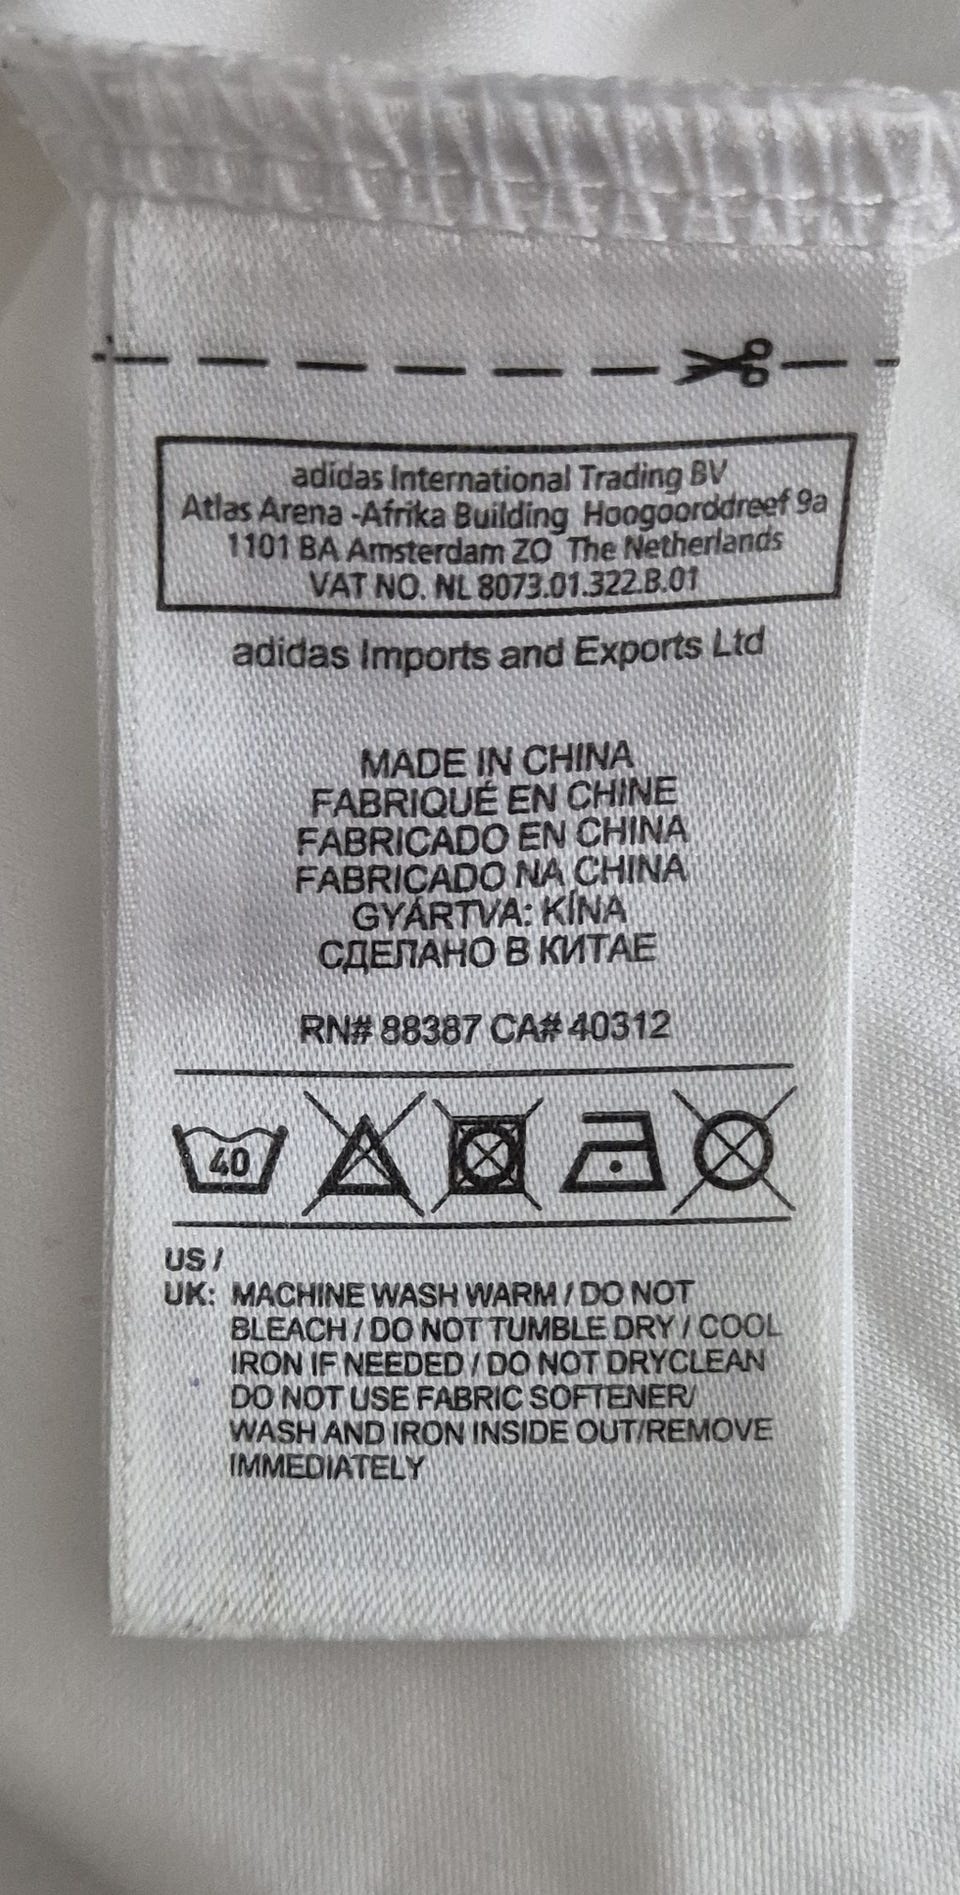 adidas International Trading BV
Atlas Arena -Afrika Building Hoogoorddreef 9a
1101 BA Amsterdam ZO The Netherlands
VAT NO. NL 8073.01.322.B.01
adidas Imports and Exports Ltd
MADE IN CHINA
FABRIQUÉ EN CHINE
FABRICADO EN CHINA
FABRICADO NA CHINA
GYÁRTVA: KÍNA
СДЕЛАНО В КИТАЕ
RN# 88387 CA# 40312
40
US /
UK: MACHINE WASH WARM / DO NOT
BLEACH / DO NOT TUMBLE DRY / COOL
IRON IF NEEDED / DO NOT DRYCLEAN
DO NOT USE FABRIC SOFTENER/
WASH AND IRON INSIDE OUT/REMOVE
IMMEDIATELY